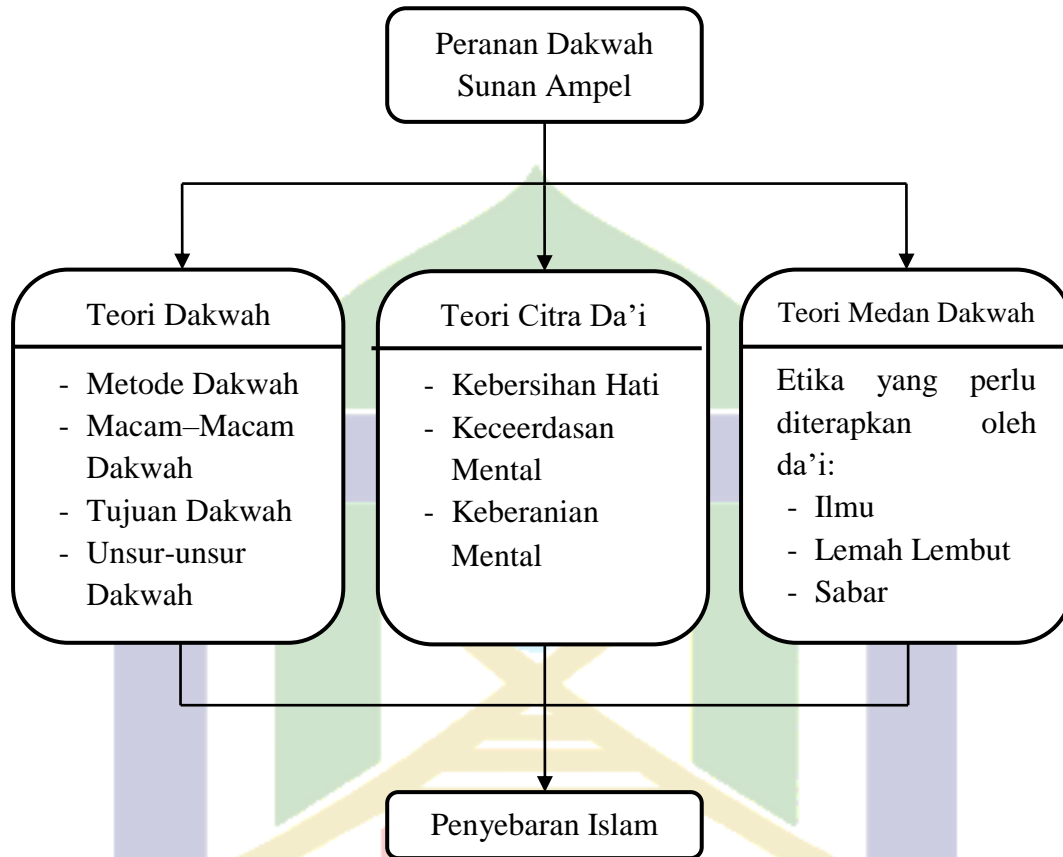 Peranan Dakwah
Sunan Ampel
Teori Dakwah
- Metode Dakwah
- Macam–Macam
Dakwah
- Tujuan Dakwah
- Unsur-unsur
Dakwah
Teori Citra Da’i
- Kebersihan Hati
- Keceerdasan
Mental
- Keberanian
Mental
Teori Medan Dakwah
Etika yang perlu
diterapkan oleh
da’i:
- Ilmu
- Lemah Lembut
- Sabar
Penyebaran Islam